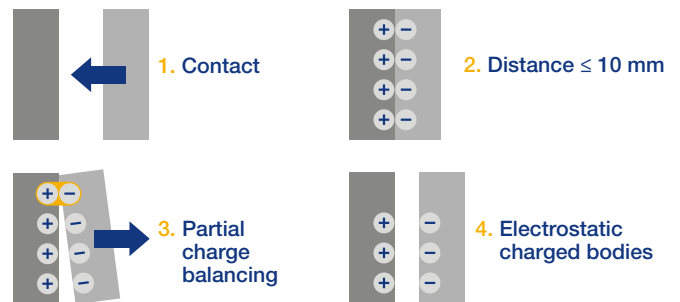 1. Contact
2. Distance ≤ 10 mm
3. Partial
charge
balancing
4. Electrostatic
charged bodies